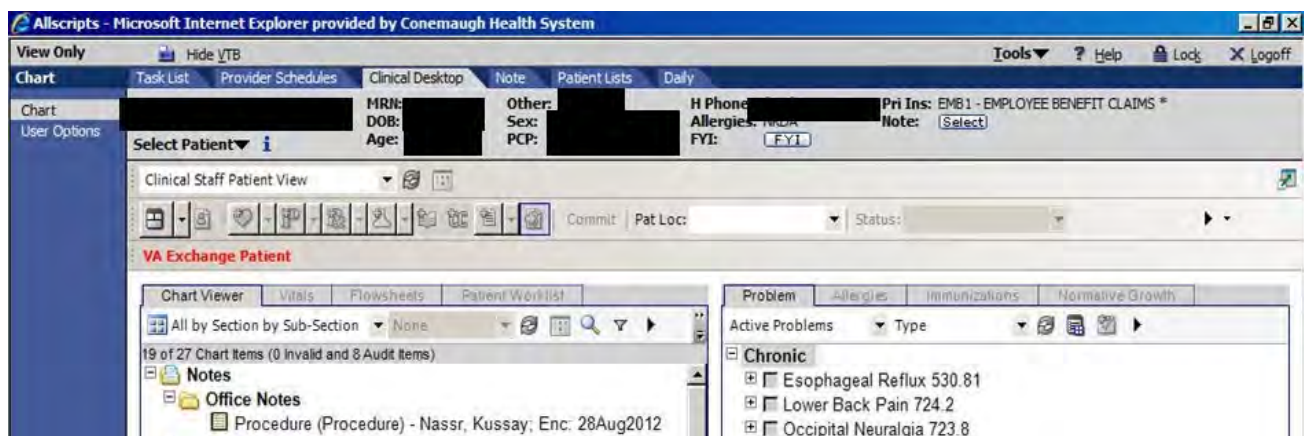 Allscripts - Microsoft Internet Explorer provided by Conemaugh Health System
View Only Hide VTB Tools ? Help Lock X Logoff
Chart Task List Provider Schedules Clinical Desktop Note Patient Lists Daily
Chart
User Options
MRN: Other: H Phone Pri Ins: EMB1 - EMPLOYEE BENEFIT CLAIMS *
DOB: Sex: Allergies: NKDA Note: (Select)
Select Patient i Age: PCP: FYI: (FYI)
Clinical Staff Patient View
Commit Pat Loc: Status:
VA Exchange Patient
Chart Viewer Vitals Flowsheets Patient Worklist Problem Allergies Immunizations Normative Growth
All by Section by Sub-Section None Active Problems Type
19 of 27 Chart Items (0 Invalid and 8 Audit Items)
Notes
Office Notes
Procedure (Procedure) - Nassr, Kussay; Enc: 28Aug2012
Chronic
Esophageal Reflux 530.81
Lower Back Pain 724.2
Occipital Neuralgia 723.8